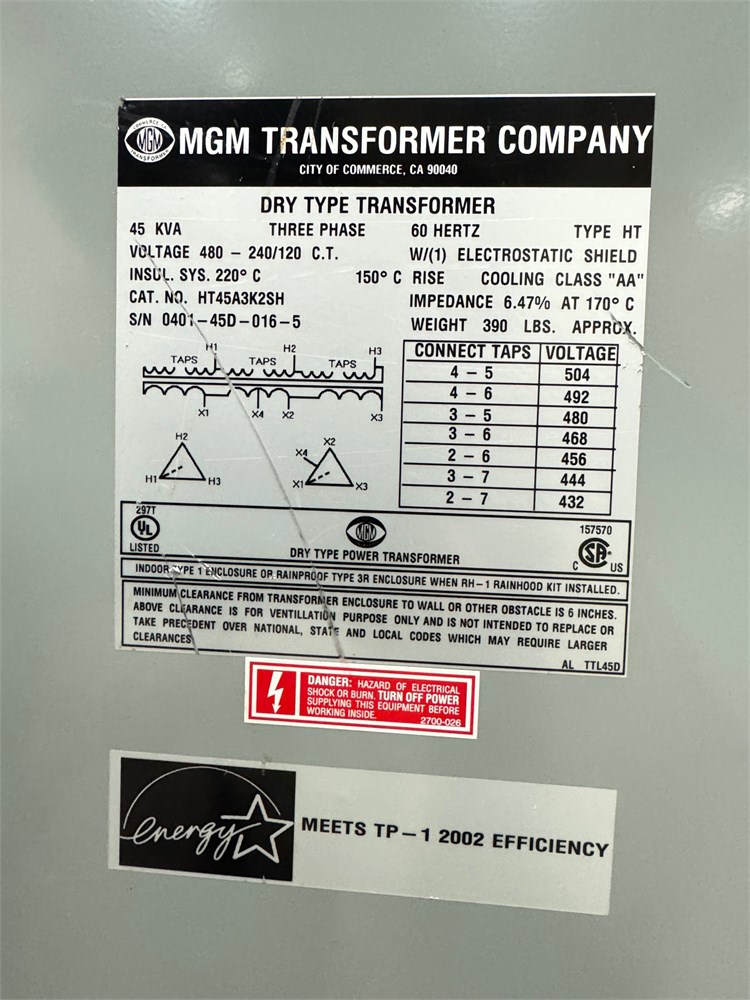 COMMERCE CA
MGM
TRANSFORMER
MGM TRANSFORMER COMPANY
CITY OF COMMERCE, CA 90040
DRY TYPE TRANSFORMER
45 KVA THREE PHASE 60 HERTZ TYPE HT
VOLTAGE 480 – 240/120 C.T. W/(1) ELECTROSTATIC SHIELD
INSUL. SYS. 220° C 150° C RISE COOLING CLASS "AA"
CAT. NO. HT45A3K2SH IMPEDANCE 6.47% AT 170° C
S/N 0401-45D-016-5 WEIGHT 390 LBS. APPROX.
H1 H2 H3
TAPS TAPS TAPS
X1 X4 X2 X3
H2 X2
X4
H1 H3 X1 X3
CONNECT TAPS VOLTAGE
4 – 5 504
4 – 6 492
3 – 5 480
3 – 6 468
2 – 6 456
3 – 7 444
2 – 7 432
297T
UL
LISTED
MGM
DRY TYPE POWER TRANSFORMER
157570
C SA US
INDOOR TYPE 1 ENCLOSURE OR RAINPROOF TYPE 3R ENCLOSURE WHEN RH-1 RAINHOOD KIT INSTALLED.
MINIMUM CLEARANCE FROM TRANSFORMER ENCLOSURE TO WALL OR OTHER OBSTACLE IS 6 INCHES.
ABOVE CLEARANCE IS FOR VENTILLATION PURPOSE ONLY AND IS NOT INTENDED TO REPLACE OR
TAKE PRECEDENT OVER NATIONAL, STATE AND LOCAL CODES WHICH MAY REQUIRE LARGER
CLEARANCES
AL TTL45D
DANGER: HAZARD OF ELECTRICAL
SHOCK OR BURN. TURN OFF POWER
SUPPLYING THIS EQUIPMENT BEFORE
WORKING INSIDE. 2700-026
energy
MEETS TP-1 2002 EFFICIENCY